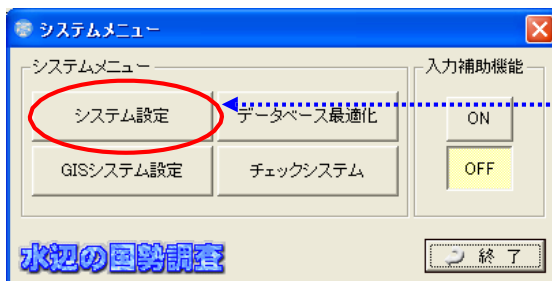 システムメニュー
システムメニュー
入力補助機能
システム設定
データベース最適化
ON
GISシステム設定
チェックシステム
OFF
水辺の国勢調査
終 了